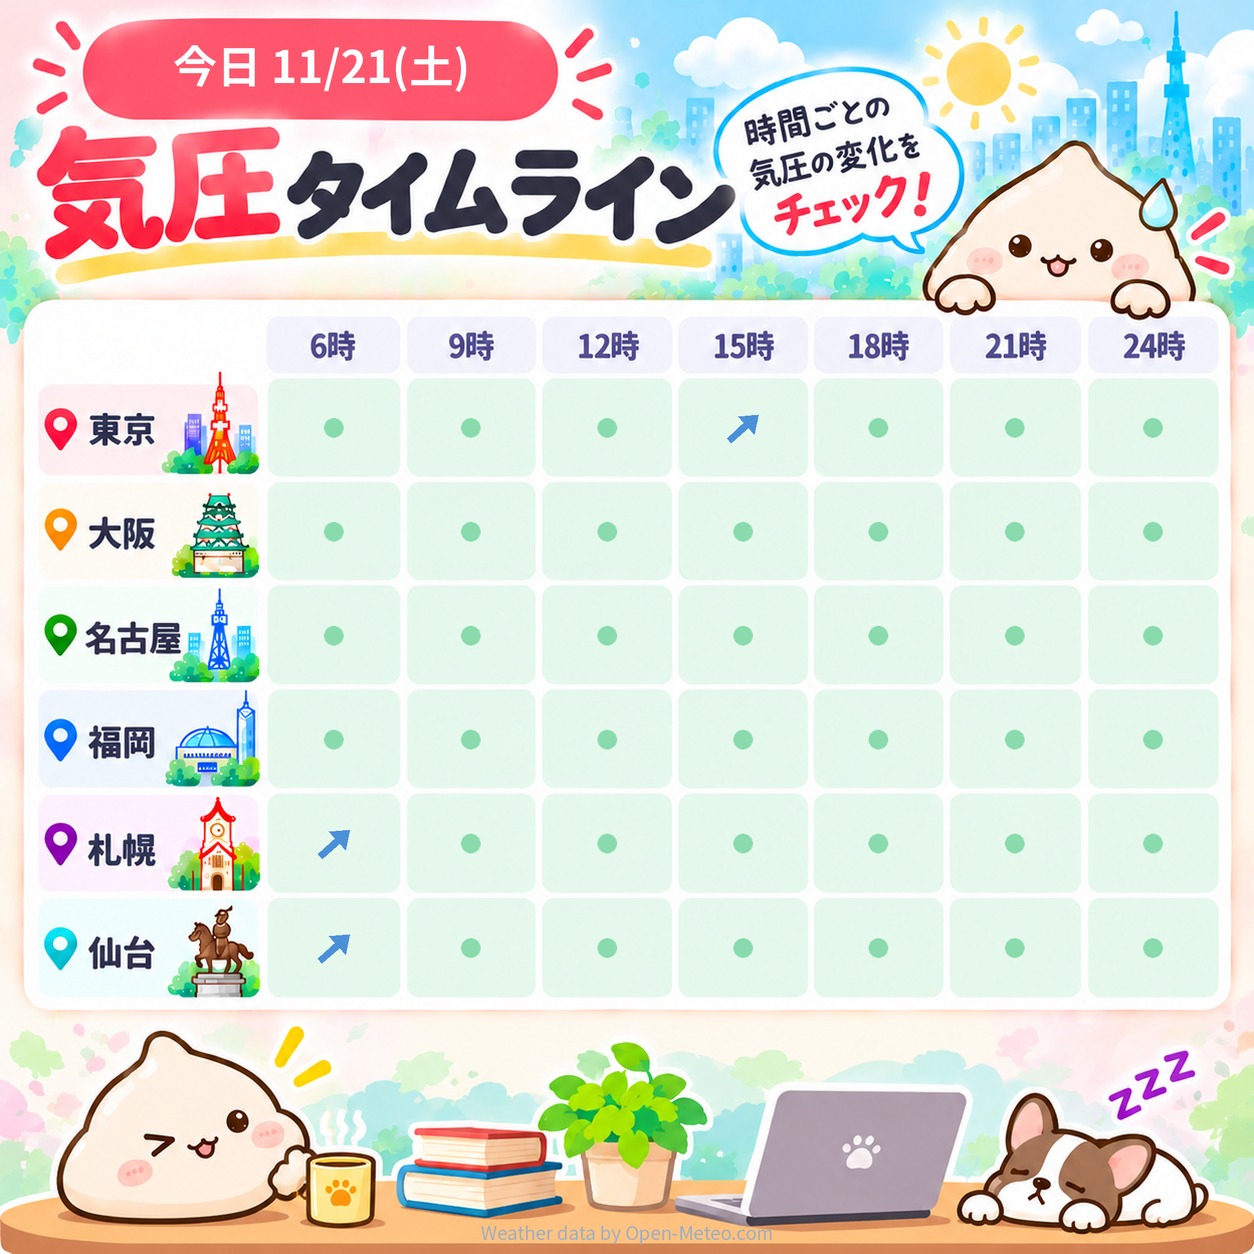 今日 11/21(土)
気圧タイムライン
時間ごとの
気圧の変化を
チェック!
6時 9時 12時 15時 18時 21時 24時
東京
大阪
名古屋
福岡
札幌
仙台
zzz
Weather data by Open-Meteo.com